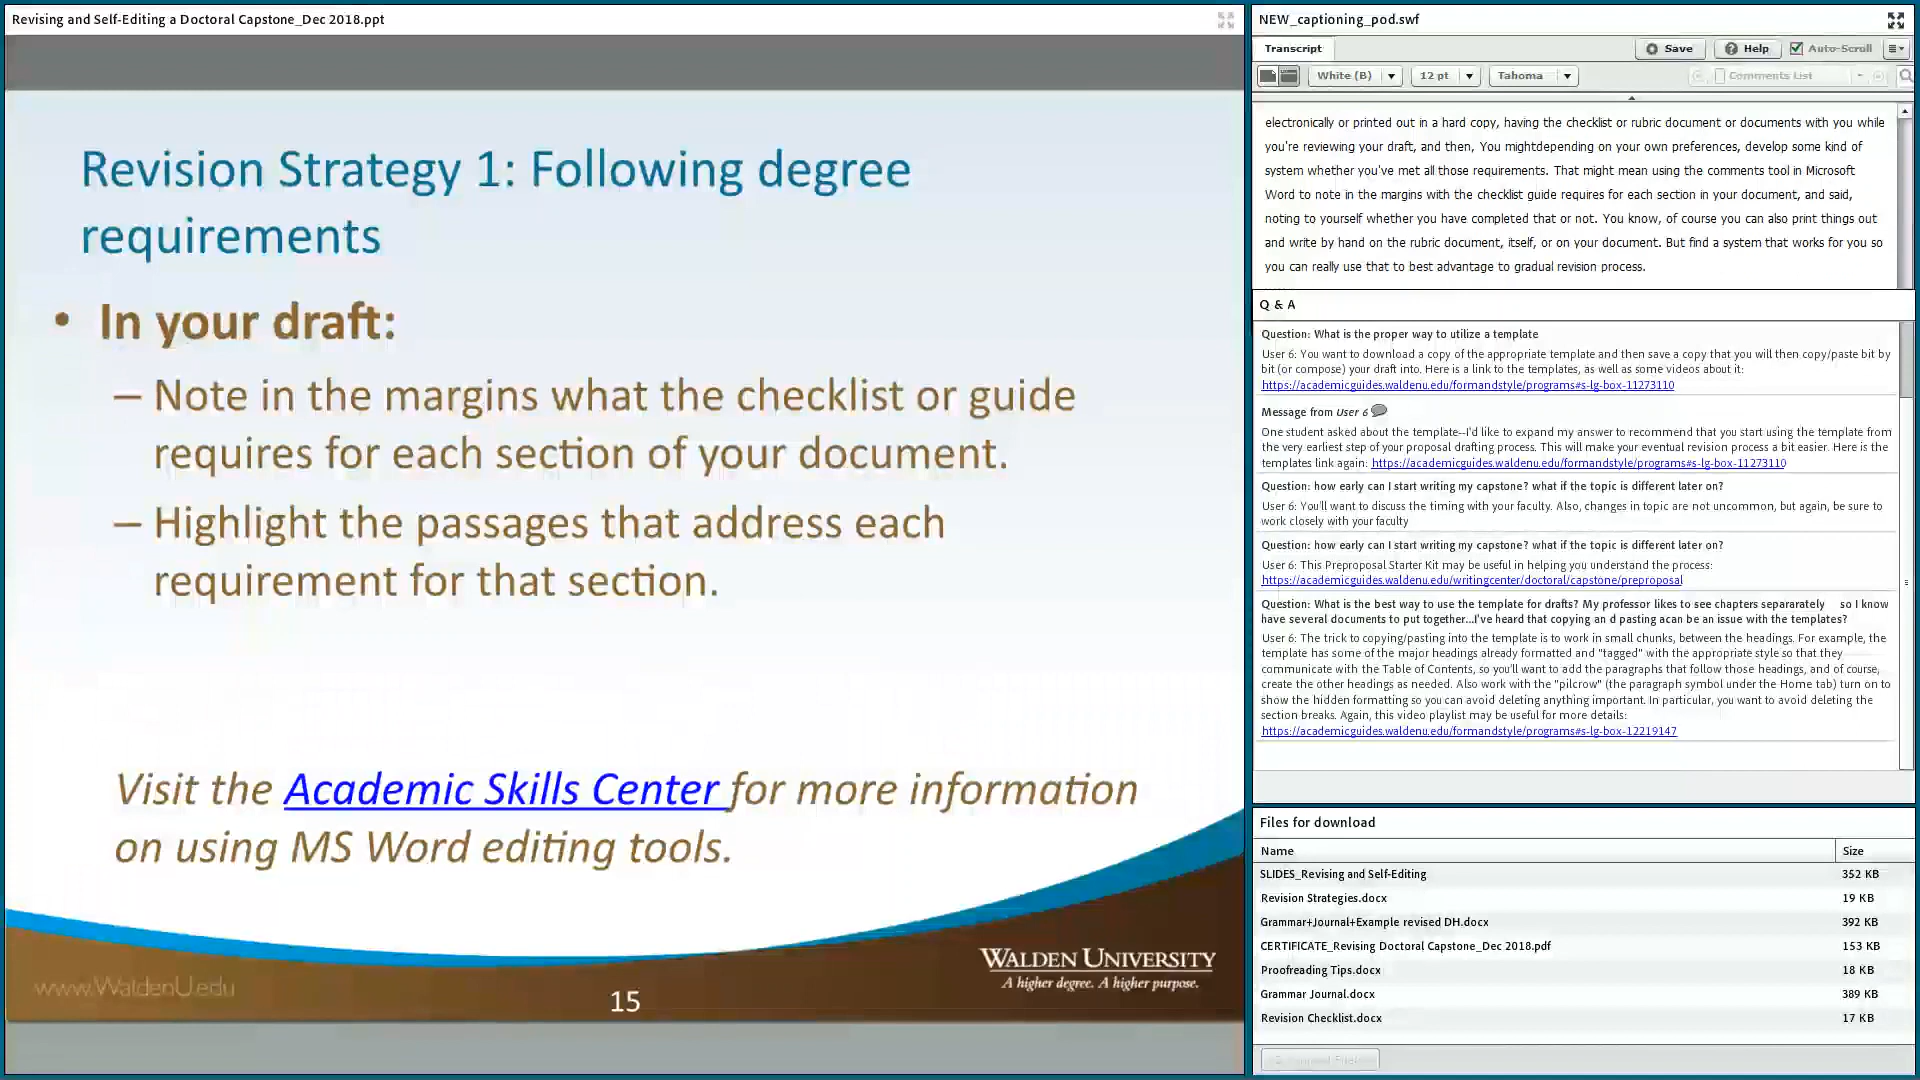 Revising and Self-Editing a Doctoral Capstone_Dec 2018.ppt
Revision Strategy 1: Following degree
requirements
• In your draft:
– Note in the margins what the checklist or guide
requires for each section of your document.
– Highlight the passages that address each
requirement for that section.
Visit the Academic Skills Center for more information
on using MS Word editing tools.
www.WaldenU.edu
15
WALDEN UNIVERSITY
A higher degree. A higher purpose.
NEW_captioning_pod.swf
Transcript
Save
Help
Auto-Scroll
White (B)
12 pt
Tahoma
Comments List
electronically or printed out in a hard copy, having the checklist or rubric document or documents with you while
you're reviewing your draft, and then, You mightdepending on your own preferences, develop some kind of
system whether you've met all those requirements. That might mean using the comments tool in Microsoft
Word to note in the margins with the checklist guide requires for each section in your document, and said,
noting to yourself whether you have completed that or not. You know, of course you can also print things out
and write by hand on the rubric document, itself, or on your document. But find a system that works for you so
you can really use that to best advantage to gradual revision process.
Q & A
Question: What is the proper way to utilize a template
User 6: You want to download a copy of the appropriate template and then save a copy that you will then copy/paste bit by
bit (or compose) your draft into. Here is a link to the templates, as well as some videos about it:
https://academicguides.waldenu.edu/formandstyle/programs#s-lg-box-11273110
Message from User 6
One student asked about the template--I'd like to expand my answer to recommend that you start using the template from
the very earliest step of your proposal drafting process. This will make your eventual revision process a bit easier. Here is the
templates link again: https://academicguides.waldenu.edu/formandstyle/programs#s-lg-box-11273110
Question: how early can I start writing my capstone? what if the topic is different later on?
User 6: You'll want to discuss the timing with your faculty. Also, changes in topic are not uncommon, but again, be sure to
work closely with your faculty
Question: how early can I start writing my capstone? what if the topic is different later on?
User 6: This Preproposal Starter Kit may be useful in helping you understand the process:
https://academicguides.waldenu.edu/writingcenter/doctoral/capstone/preproposal
Question: What is the best way to use the template for drafts? My professor likes to see chapters separarately so I know
have several documents to put together...I've heard that copying an d pasting acan be an issue with the templates?
User 6: The trick to copying/pasting into the template is to work in small chunks, between the headings. For example, the
template has some of the major headings already formatted and "tagged" with the appropriate style so that they
communicate with the Table of Contents, so you'll want to add the paragraphs that follow those headings, and of course,
create the other headings as needed. Also work with the "pilcrow" (the paragraph symbol under the Home tab) turn on to
show the hidden formatting so you can avoid deleting anything important. In particular, you want to avoid deleting the
section breaks. Again, this video playlist may be useful for more details:
https://academicguides.waldenu.edu/formandstyle/programs#s-lg-box-12219147
Files for download
Name Size
SLIDES_Revising and Self-Editing 352 KB
Revision Strategies.docx 19 KB
Grammar+Journal+Example revised DH.docx 392 KB
CERTIFICATE_Revising Doctoral Capstone_Dec 2018.pdf 153 KB
Proofreading Tips.docx 18 KB
Grammar Journal.docx 389 KB
Revision Checklist.docx 17 KB